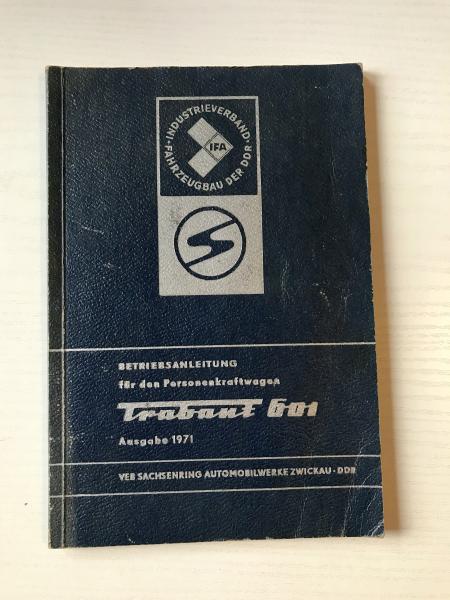 · INDUSTRIEVERBAND ·
FAHRZEUGBAU DER DDR
IFA
BETRIEBSANLEITUNG
für den Personenkraftwagen
Trabant 601
Ausgabe 1971
VEB SACHSENRING AUTOMOBILWERKE ZWICKAU · DDR